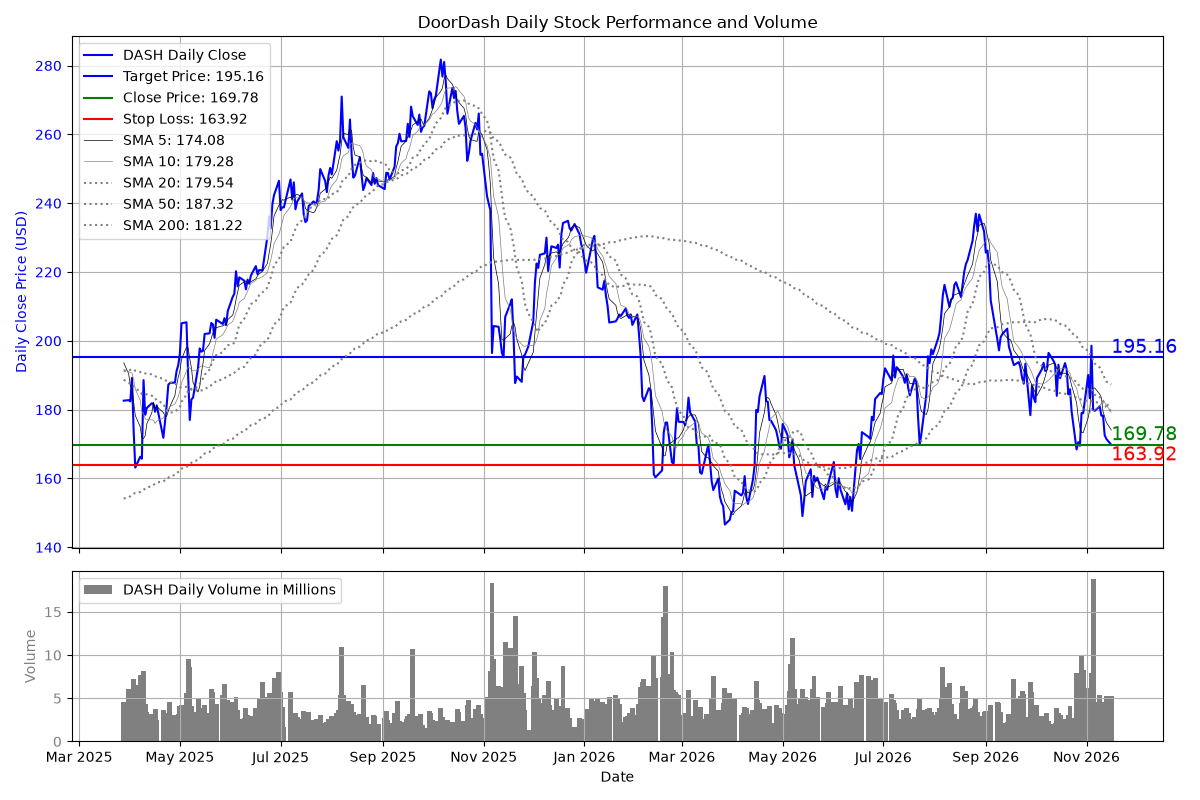 DoorDash Daily Stock Performance and Volume
DASH Daily Close
Target Price: 195.16
Close Price: 169.78
Stop Loss: 163.92
SMA 5: 174.08
SMA 10: 179.28
SMA 20: 179.54
SMA 50: 187.32
SMA 200: 181.22
Daily Close Price (USD)
280
260
240
220
200
180
160
140
195.16
169.78
163.92
DASH Daily Volume in Millions
Volume
15
10
5
0
Mar 2025 May 2025 Jul 2025 Sep 2025 Nov 2025 Jan 2026 Mar 2026 May 2026 Jul 2026 Sep 2026 Nov 2026
Date